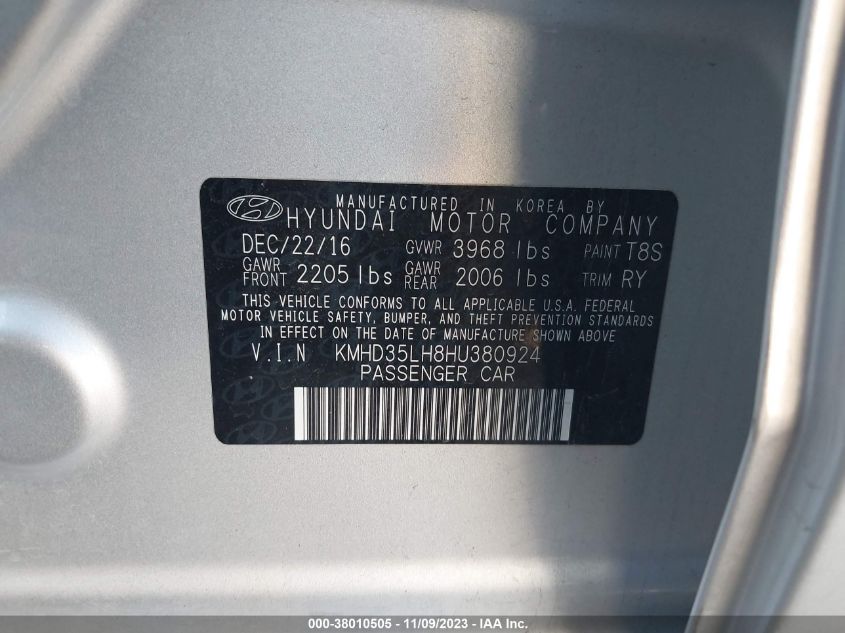 MANUFACTURED IN KOREA BY
HYUNDAI MOTOR COMPANY
DEC/22/16 GVWR 3968 lbs PAINT T8S
GAWR FRONT 2205 lbs GAWR REAR 2006 lbs TRIM RY
THIS VEHICLE CONFORMS TO ALL APPLICABLE U.S.A. FEDERAL
MOTOR VEHICLE SAFETY, BUMPER, AND THEFT PREVENTION STANDARDS
IN EFFECT ON THE DATE OF MANUFACTURE SHOWN ABOVE
V.I.N KMHD35LH8HU380924
PASSENGER CAR
000-38010505 - 11/09/2023 - IAA Inc.